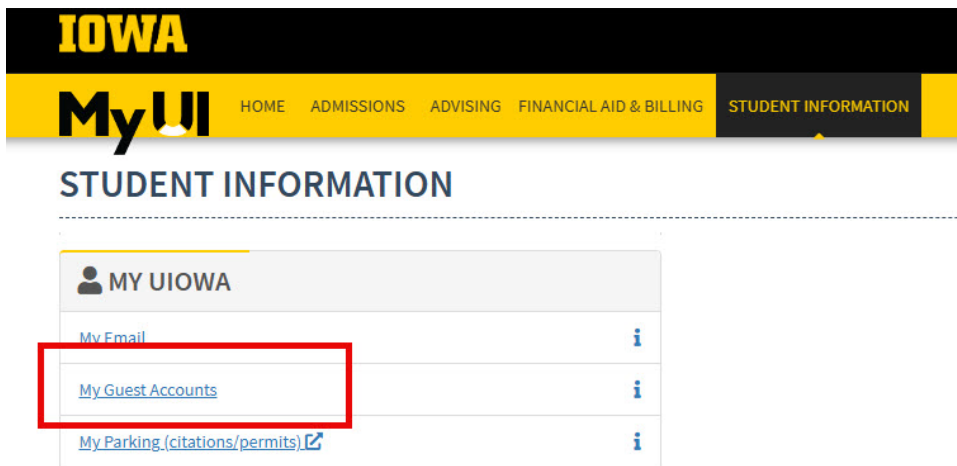 IOWA
MyUI HOME ADMISSIONS ADVISING FINANCIAL AID & BILLING STUDENT INFORMATION
STUDENT INFORMATION
MY UIOWA
My Email
My Guest Accounts
My Parking (citations/permits)